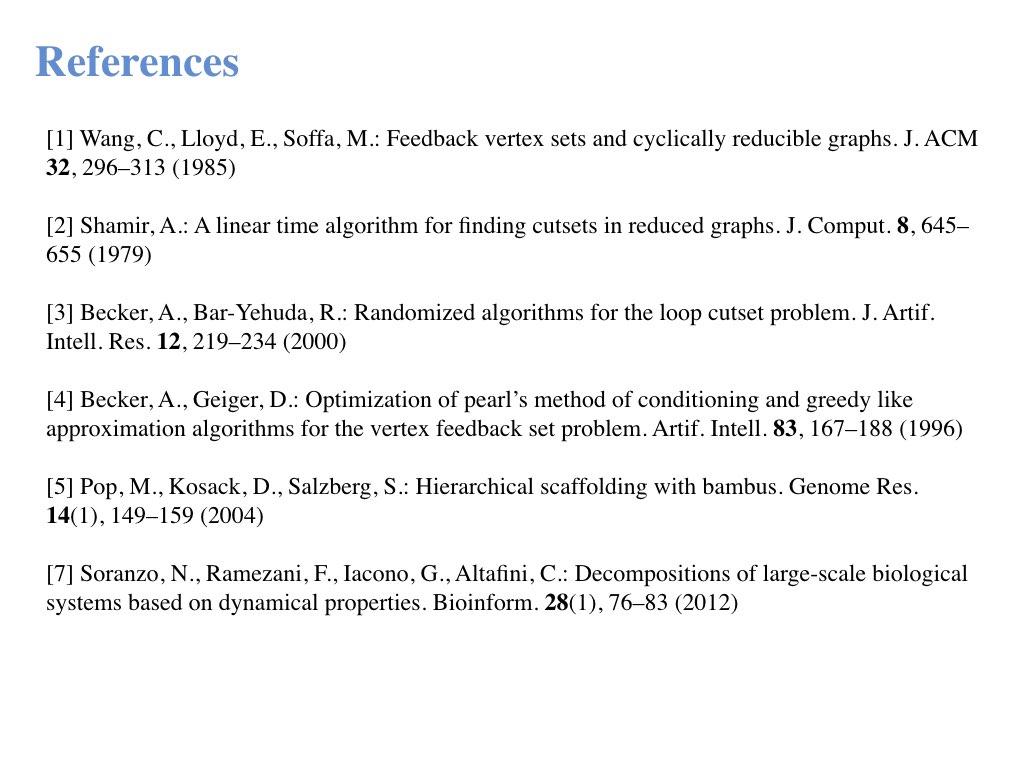 References
[1] Wang, C., Lloyd, E., Soffa, M.: Feedback vertex sets and cyclically reducible graphs. J. ACM
32, 296–313 (1985)
[2] Shamir, A.: A linear time algorithm for finding cutsets in reduced graphs. J. Comput. 8, 645–
655 (1979)
[3] Becker, A., Bar-Yehuda, R.: Randomized algorithms for the loop cutset problem. J. Artif.
Intell. Res. 12, 219–234 (2000)
[4] Becker, A., Geiger, D.: Optimization of pearl’s method of conditioning and greedy like
approximation algorithms for the vertex feedback set problem. Artif. Intell. 83, 167–188 (1996)
[5] Pop, M., Kosack, D., Salzberg, S.: Hierarchical scaffolding with bambus. Genome Res.
14(1), 149–159 (2004)
[7] Soranzo, N., Ramezani, F., Iacono, G., Altafini, C.: Decompositions of large-scale biological
systems based on dynamical properties. Bioinform. 28(1), 76–83 (2012)